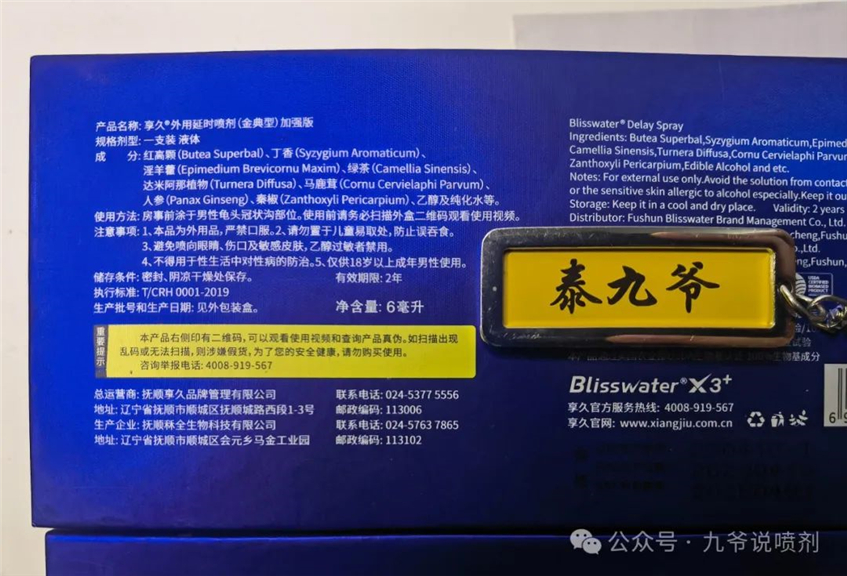 产品名称: 享久®外用延时喷剂 (金典型) 加强版
规格剂型: 一支装 液体
成 分: 红高颗 (Butea Superbal)、丁香 (Syzygium Aromaticum)、
淫羊藿 (Epimedium Brevicornu Maxim)、绿茶 (Camellia Sinensis)、
达米阿那植物 (Turnera Diffusa)、马鹿茸 (Cornu Cervielaphi Parvum)、
人参 (Panax Ginseng)、秦椒 (Zanthoxyli Pericarpium)、乙醇及纯化水等。
使用方法: 房事前涂于男性龟头冠状沟部位。使用前请务必扫描外盒二维码观看使用视频。
注意事项: 1、本品为外用品，严禁口服。2、请勿置于儿童易取处，防止误吞食。
3、避免喷向眼睛、伤口及敏感皮肤，乙醇过敏者禁用。
4、不得用于性生活中对性病的防治。5、仅供18岁以上成年男性使用。
储存条件: 密封、阴凉干燥处保存。 有效期限: 2年
执行标准: T/CRH 0001-2019
生产批号和生产日期: 见外包装盒。 净含量: 6毫升
重要提示
本产品右侧印有二维码，可以观看使用视频和查询产品真伪。如扫描出现
乱码或无法扫描，则涉嫌假货，为了您的安全健康，请勿购买使用。
咨询举报电话: 4008-919-567
总运营商: 抚顺享久品牌管理有限公司 联系电话: 024-5377 5556
地址: 辽宁省抚顺市顺城区抚顺城路西段1-3号 邮政编码: 113006
生产企业: 抚顺秝全生物科技有限公司 联系电话: 024-5763 7865
地址: 辽宁省抚顺市顺城区会元乡马金工业园 邮政编码: 113102
Blisswater® Delay Spray
Ingredients: Butea Superbal,Syzygium Aromaticum,Epimed
Camellia Sinensis,Turnera Diffusa,Cornu Cervielaphi Parvum
Zanthoxyli Pericarpium,Edible Alcohol and etc.
Notes: For external use only.Avoid the solution from contac
or the sensitive skin allergic to alcohol especially.Keep it ou
Storage: Keep it in a cool and dry place. Validity: 2 years
Distributor: Fushun Blisswater Brand Management Co., Ltd.
cheng,Fushu
Co.,Ltd.
cheng,Fushun,
泰九爷
Blisswater®X3+
享久官方服务热线: 4008-919-567
享久官网: www.xiangjiu.com.cn
公众号·九爷说喷剂